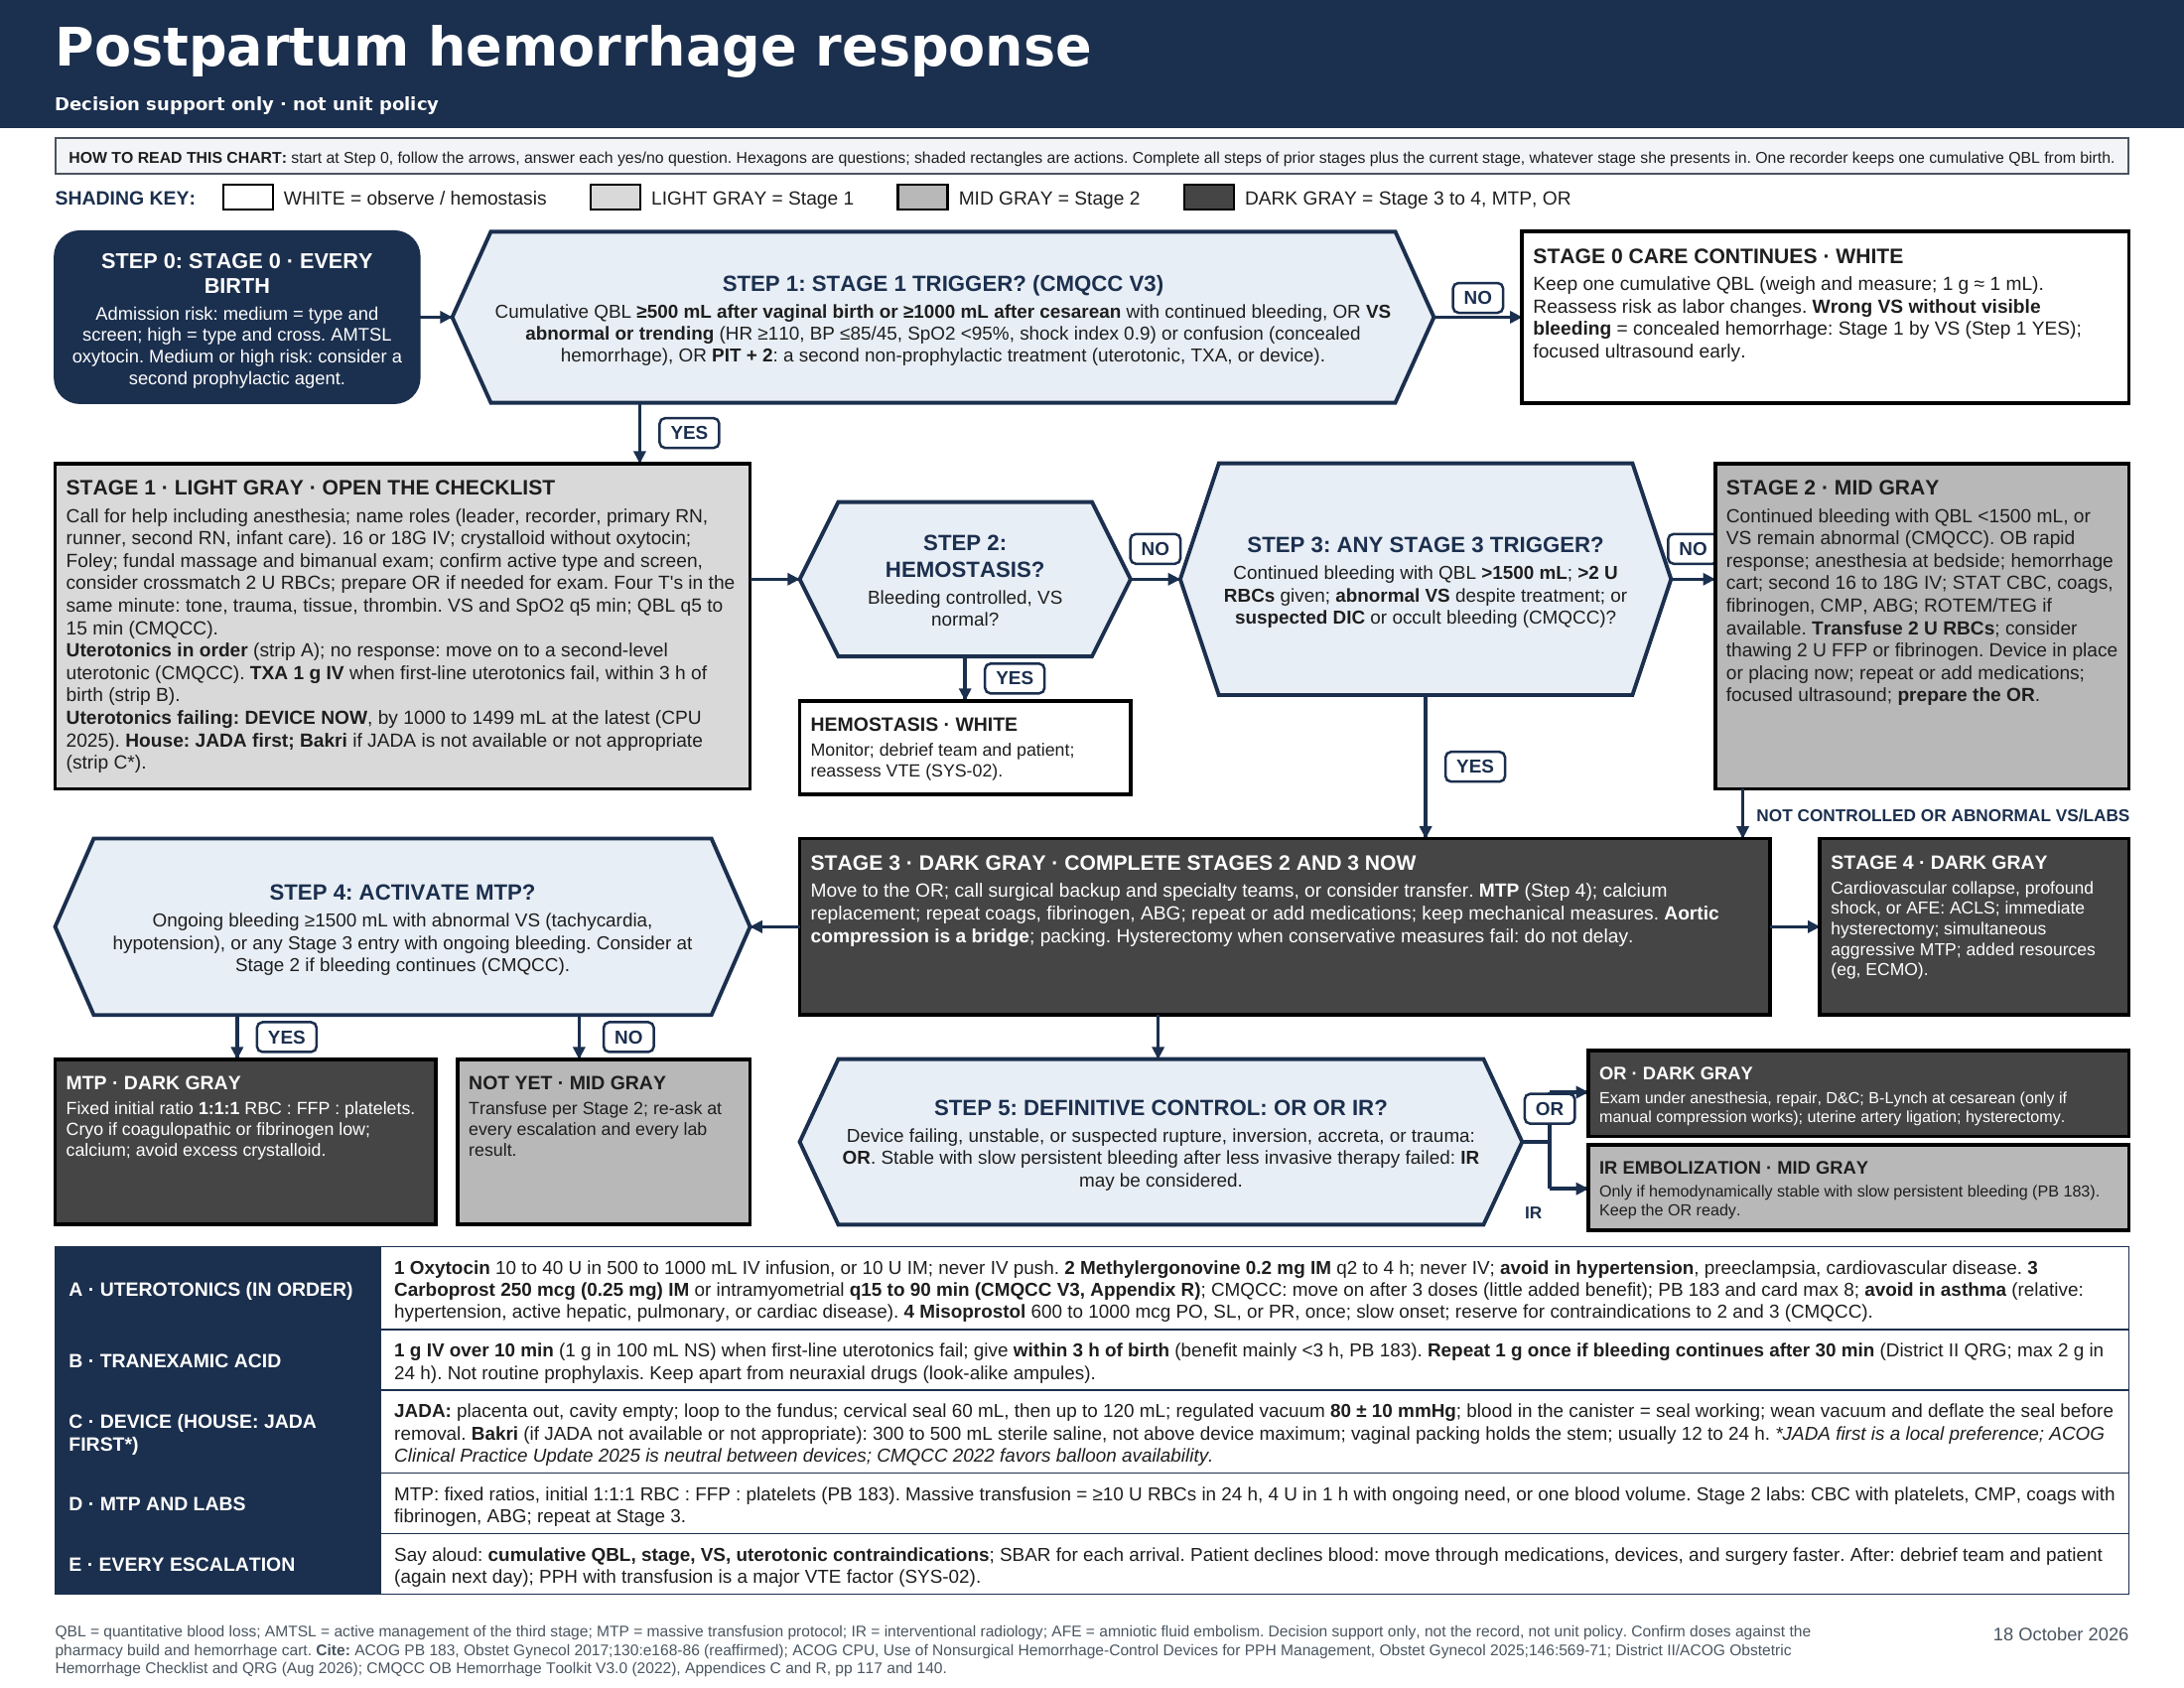 Postpartum hemorrhage response
Decision support only · not unit policy
HOW TO READ THIS CHART: start at Step 0, follow the arrows, answer each yes/no question. Hexagons are questions; shaded rectangles are actions. Complete all steps of prior stages plus the current stage, whatever stage she presents in. One recorder keeps one cumulative QBL from birth.
SHADING KEY:
WHITE = observe / hemostasis
LIGHT GRAY = Stage 1
MID GRAY = Stage 2
DARK GRAY = Stage 3 to 4, MTP, OR
STEP 0: STAGE 0 · EVERY
BIRTH
Admission risk: medium = type and
screen; high = type and cross. AMTSL
oxytocin. Medium or high risk: consider a
second prophylactic agent.
STEP 1: STAGE 1 TRIGGER? (CMQCC V3)
Cumulative QBL ≥500 mL after vaginal birth or ≥1000 mL after cesarean with continued bleeding, OR VS
abnormal or trending (HR ≥110, BP ≤85/45, SpO2 <95%, shock index 0.9) or confusion (concealed
hemorrhage), OR PIT + 2: a second non-prophylactic treatment (uterotonic, TXA, or device).
NO
STAGE 0 CARE CONTINUES · WHITE
Keep one cumulative QBL (weigh and measure; 1 g ≈ 1 mL).
Reassess risk as labor changes. Wrong VS without visible
bleeding = concealed hemorrhage: Stage 1 by VS (Step 1 YES);
focused ultrasound early.
YES
STAGE 1 · LIGHT GRAY · OPEN THE CHECKLIST
Call for help including anesthesia; name roles (leader, recorder, primary RN,
runner, second RN, infant care). 16 or 18G IV; crystalloid without oxytocin;
Foley; fundal massage and bimanual exam; confirm active type and screen,
consider crossmatch 2 U RBCs; prepare OR if needed for exam. Four T's in the
same minute: tone, trauma, tissue, thrombin. VS and SpO2 q5 min; QBL q5 to
15 min (CMQCC).
Uterotonics in order (strip A); no response: move on to a second-level
uterotonic (CMQCC). TXA 1 g IV when first-line uterotonics fail, within 3 h of
birth (strip B).
Uterotonics failing: DEVICE NOW, by 1000 to 1499 mL at the latest (CPU
2025). House: JADA first; Bakri if JADA is not available or not appropriate
(strip C*).
STEP 2:
HEMOSTASIS?
Bleeding controlled, VS
normal?
NO
YES
HEMOSTASIS · WHITE
Monitor; debrief team and patient;
reassess VTE (SYS-02).
STEP 3: ANY STAGE 3 TRIGGER?
Continued bleeding with QBL >1500 mL; >2 U
RBCs given; abnormal VS despite treatment; or
suspected DIC or occult bleeding (CMQCC)?
NO
YES
STAGE 2 · MID GRAY
Continued bleeding with QBL <1500 mL, or
VS remain abnormal (CMQCC). OB rapid
response; anesthesia at bedside; hemorrhage
cart; second 16 to 18G IV; STAT CBC, coags,
fibrinogen, CMP, ABG; ROTEM/TEG if
available. Transfuse 2 U RBCs; consider
thawing 2 U FFP or fibrinogen. Device in place
or placing now; repeat or add medications;
focused ultrasound; prepare the OR.
NOT CONTROLLED OR ABNORMAL VS/LABS
STEP 4: ACTIVATE MTP?
Ongoing bleeding ≥1500 mL with abnormal VS (tachycardia,
hypotension), or any Stage 3 entry with ongoing bleeding. Consider at
Stage 2 if bleeding continues (CMQCC).
STAGE 3 · DARK GRAY · COMPLETE STAGES 2 AND 3 NOW
Move to the OR; call surgical backup and specialty teams, or consider transfer. MTP (Step 4); calcium
replacement; repeat coags, fibrinogen, ABG; repeat or add medications; keep mechanical measures. Aortic
compression is a bridge; packing. Hysterectomy when conservative measures fail: do not delay.
STAGE 4 · DARK GRAY
Cardiovascular collapse, profound
shock, or AFE: ACLS; immediate
hysterectomy; simultaneous
aggressive MTP; added resources
(eg, ECMO).
YES
NO
MTP · DARK GRAY
Fixed initial ratio 1:1:1 RBC : FFP : platelets.
Cryo if coagulopathic or fibrinogen low;
calcium; avoid excess crystalloid.
NOT YET · MID GRAY
Transfuse per Stage 2; re-ask at
every escalation and every lab
result.
STEP 5: DEFINITIVE CONTROL: OR OR IR?
Device failing, unstable, or suspected rupture, inversion, accreta, or trauma:
OR. Stable with slow persistent bleeding after less invasive therapy failed: IR
may be considered.
OR
IR
OR · DARK GRAY
Exam under anesthesia, repair, D&C; B-Lynch at cesarean (only if
manual compression works); uterine artery ligation; hysterectomy.
IR EMBOLIZATION · MID GRAY
Only if hemodynamically stable with slow persistent bleeding (PB 183).
Keep the OR ready.
A · UTEROTONICS (IN ORDER)
1 Oxytocin 10 to 40 U in 500 to 1000 mL IV infusion, or 10 U IM; never IV push. 2 Methylergonovine 0.2 mg IM q2 to 4 h; never IV; avoid in hypertension, preeclampsia, cardiovascular disease. 3
Carboprost 250 mcg (0.25 mg) IM or intramyometrial q15 to 90 min (CMQCC V3, Appendix R); CMQCC: move on after 3 doses (little added benefit); PB 183 and card max 8; avoid in asthma (relative:
hypertension, active hepatic, pulmonary, or cardiac disease). 4 Misoprostol 600 to 1000 mcg PO, SL, or PR, once; slow onset; reserve for contraindications to 2 and 3 (CMQCC).
B · TRANEXAMIC ACID
1 g IV over 10 min (1 g in 100 mL NS) when first-line uterotonics fail; give within 3 h of birth (benefit mainly <3 h, PB 183). Repeat 1 g once if bleeding continues after 30 min (District II QRG; max 2 g in
24 h). Not routine prophylaxis. Keep apart from neuraxial drugs (look-alike ampules).
C · DEVICE (HOUSE: JADA
FIRST*)
JADA: placenta out, cavity empty; loop to the fundus; cervical seal 60 mL, then up to 120 mL; regulated vacuum 80 ± 10 mmHg; blood in the canister = seal working; wean vacuum and deflate the seal before
removal. Bakri (if JADA not available or not appropriate): 300 to 500 mL sterile saline, not above device maximum; vaginal packing holds the stem; usually 12 to 24 h. *JADA first is a local preference; ACOG
Clinical Practice Update 2025 is neutral between devices; CMQCC 2022 favors balloon availability.
D · MTP AND LABS
MTP: fixed ratios, initial 1:1:1 RBC : FFP : platelets (PB 183). Massive transfusion = ≥10 U RBCs in 24 h, 4 U in 1 h with ongoing need, or one blood volume. Stage 2 labs: CBC with platelets, CMP, coags with
fibrinogen, ABG; repeat at Stage 3.
E · EVERY ESCALATION
Say aloud: cumulative QBL, stage, VS, uterotonic contraindications; SBAR for each arrival. Patient declines blood: move through medications, devices, and surgery faster. After: debrief team and patient
(again next day); PPH with transfusion is a major VTE factor (SYS-02).
QBL = quantitative blood loss; AMTSL = active management of the third stage; MTP = massive transfusion protocol; IR = interventional radiology; AFE = amniotic fluid embolism. Decision support only, not the record, not unit policy. Confirm doses against the
pharmacy build and hemorrhage cart. Cite: ACOG PB 183, Obstet Gynecol 2017;130:e168-86 (reaffirmed); ACOG CPU, Use of Nonsurgical Hemorrhage-Control Devices for PPH Management, Obstet Gynecol 2025;146:569-71; District II/ACOG Obstetric
Hemorrhage Checklist and QRG (Aug 2026); CMQCC OB Hemorrhage Toolkit V3.0 (2022), Appendices C and R, pp 117 and 140.
18 October 2026